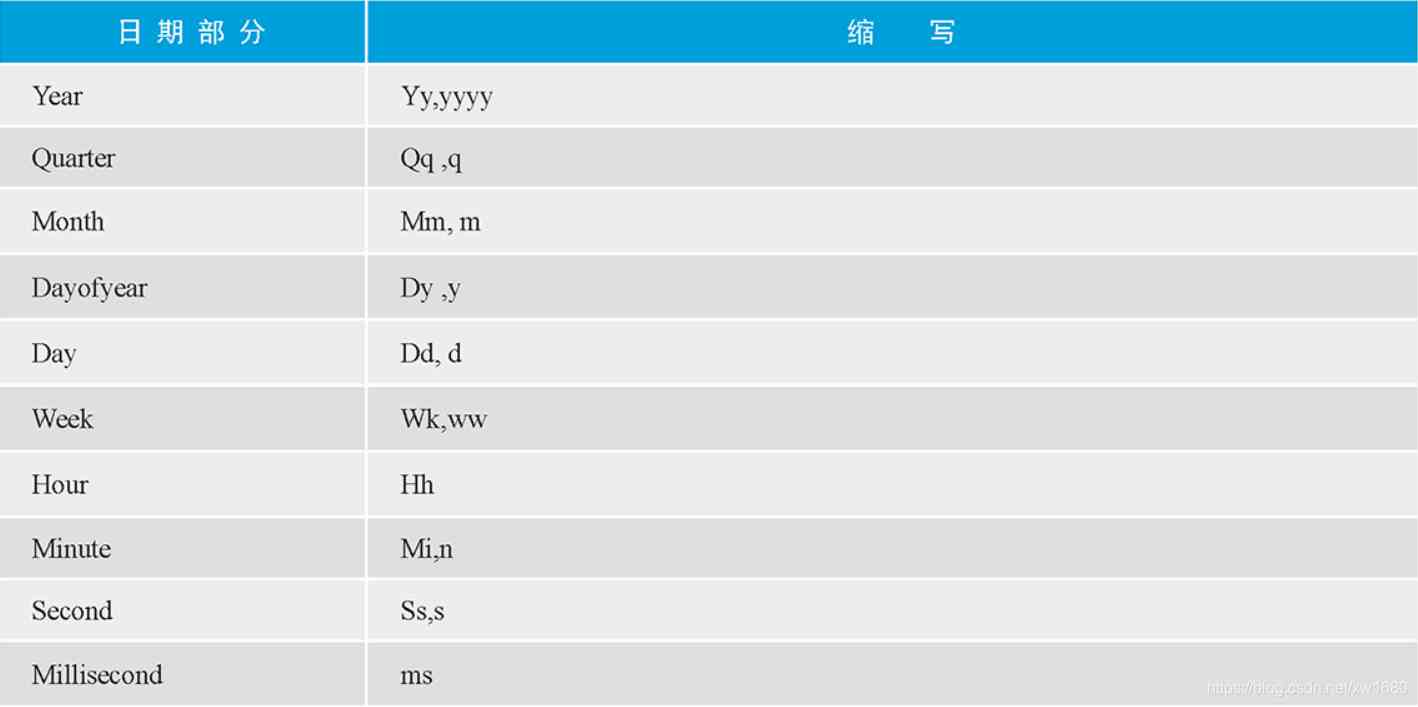 日期部分 缩写
Year Yy,yyyy
Quarter Qq ,q
Month Mm, m
Dayofyear Dy ,y
Day Dd, d
Week Wk,ww
Hour Hh
Minute Mi,n
Second Ss,s
Millisecond ms
https://blog.csdn.net/xw1680